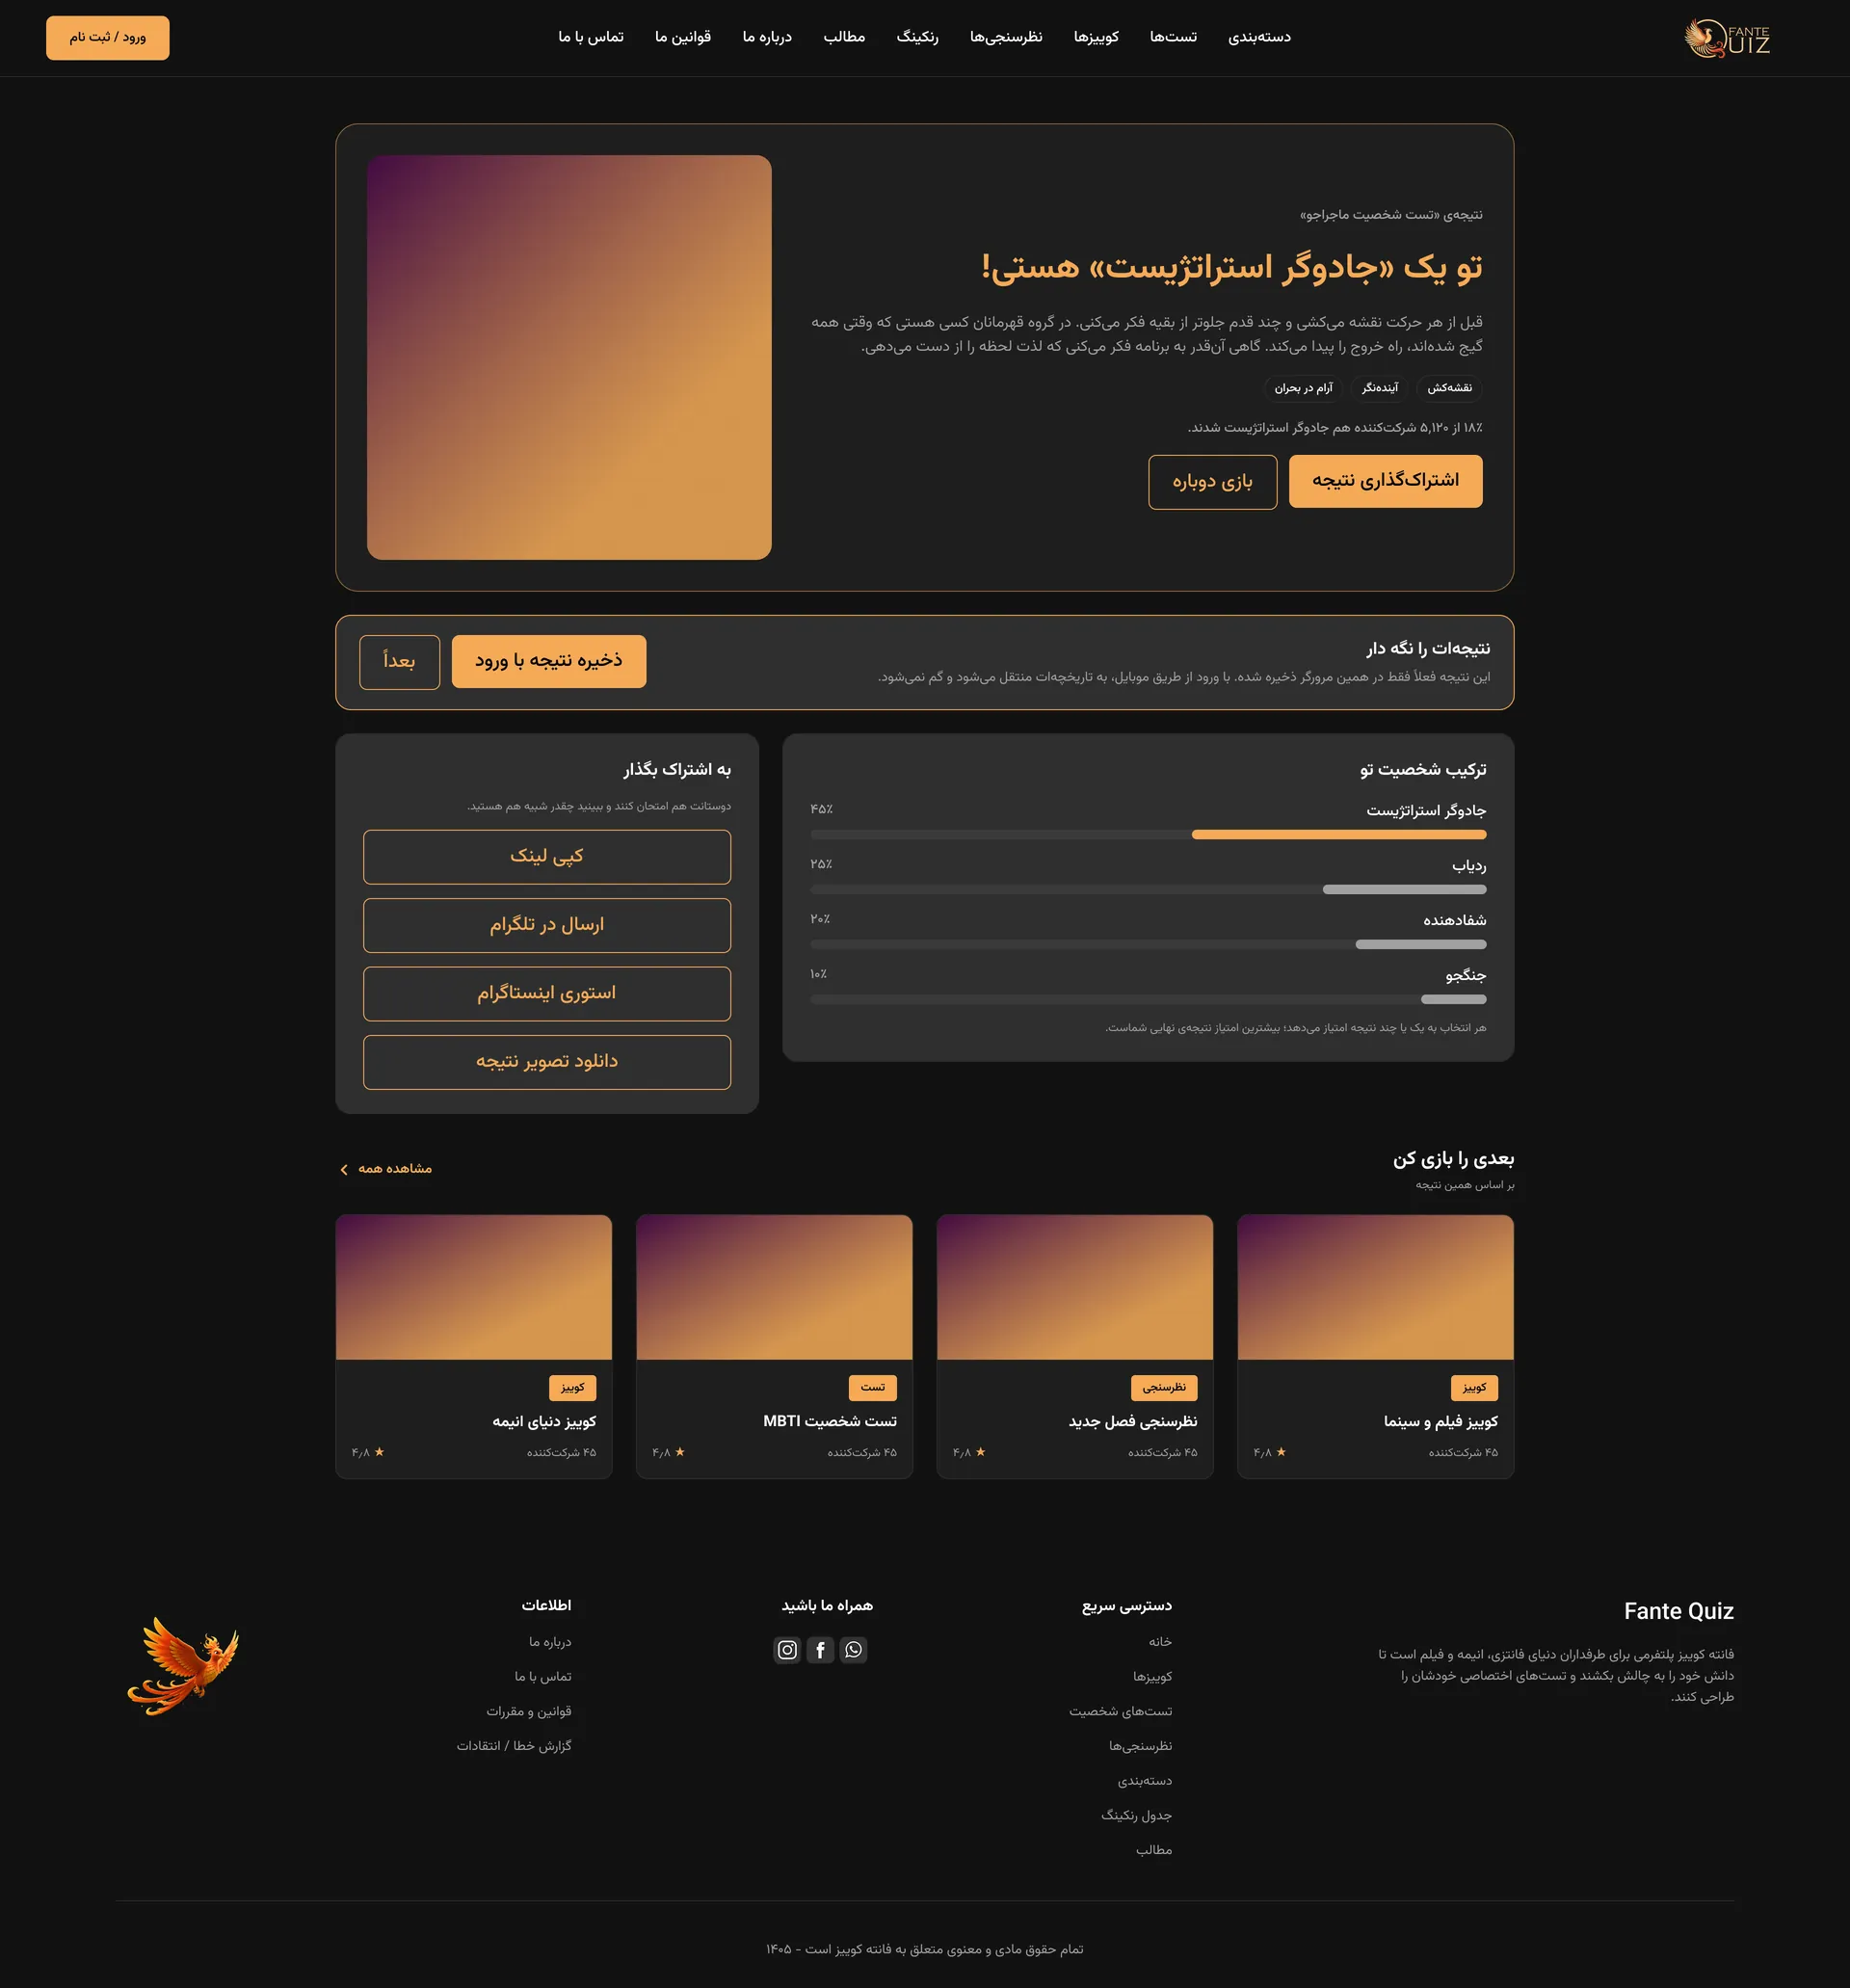 FANTE
QUIZ
دسته‌بندی
تست‌ها
کوییزها
نظرسنجی‌ها
رنکینگ
مطالب
درباره ما
قوانین ما
تماس با ما
ورود / ثبت نام
نتیجه‌ی «تست شخصیت ماجراجو»
تو یک «جادوگر استراتژیست» هستی!
قبل از هر حرکت نقشه می‌کشی و چند قدم جلوتر از بقیه فکر می‌کنی. در گروه قهرمانان کسی هستی که وقتی همه
گیج شده‌اند، راه خروج را پیدا می‌کند. گاهی آن‌قدر به برنامه فکر می‌کنی که لذت لحظه را از دست می‌دهی.
نقشه‌کش
آینده‌نگر
آرام در بحران
۱۸٪ از ۵,۱۲۰ شرکت‌کننده هم جادوگر استراتژیست شدند.
اشتراک‌گذاری نتیجه
بازی دوباره
نتیجه‌ات را نگه دار
این نتیجه فعلاً فقط در همین مرورگر ذخیره شده. با ورود از طریق موبایل، به تاریخچه‌ات منتقل می‌شود و گم نمی‌شود.
ذخیره نتیجه با ورود
بعداً
ترکیب شخصیت تو
جادوگر استراتژیست
۴۵٪
ردیاب
۲۵٪
شفادهنده
۲۰٪
جنگجو
۱۰٪
هر انتخاب به یک یا چند نتیجه امتیاز می‌دهد؛ بیشترین امتیاز نتیجه‌ی نهایی شماست.
به اشتراک بگذار
دوستانت هم امتحان کنند و ببینید چقدر شبیه هم هستید.
کپی لینک
ارسال در تلگرام
استوری اینستاگرام
دانلود تصویر نتیجه
بعدی را بازی کن
بر اساس همین نتیجه
مشاهده همه
کوییز
کوییز فیلم و سینما
۴۵ شرکت‌کننده
★ ۴٫۸
نظرسنجی
نظرسنجی فصل جدید
۴۵ شرکت‌کننده
★ ۴٫۸
تست
تست شخصیت MBTI
۴۵ شرکت‌کننده
★ ۴٫۸
کوییز
کوییز دنیای انیمه
۴۵ شرکت‌کننده
★ ۴٫۸
Fante Quiz
فانته کوییز پلتفرمی برای طرفداران دنیای فانتزی، انیمه و فیلم است تا
دانش خود را به چالش بکشند و تست‌های اختصاصی خودشان را
طراحی کنند.
دسترسی سریع
خانه
کوییزها
تست‌های شخصیت
نظرسنجی‌ها
دسته‌بندی
جدول رنکینگ
مطالب
همراه ما باشید
اطلاعات
درباره ما
تماس با ما
قوانین و مقررات
گزارش خطا / انتقادات
تمام حقوق مادی و معنوی متعلق به فانته کوییز است - ۱۴۰۵